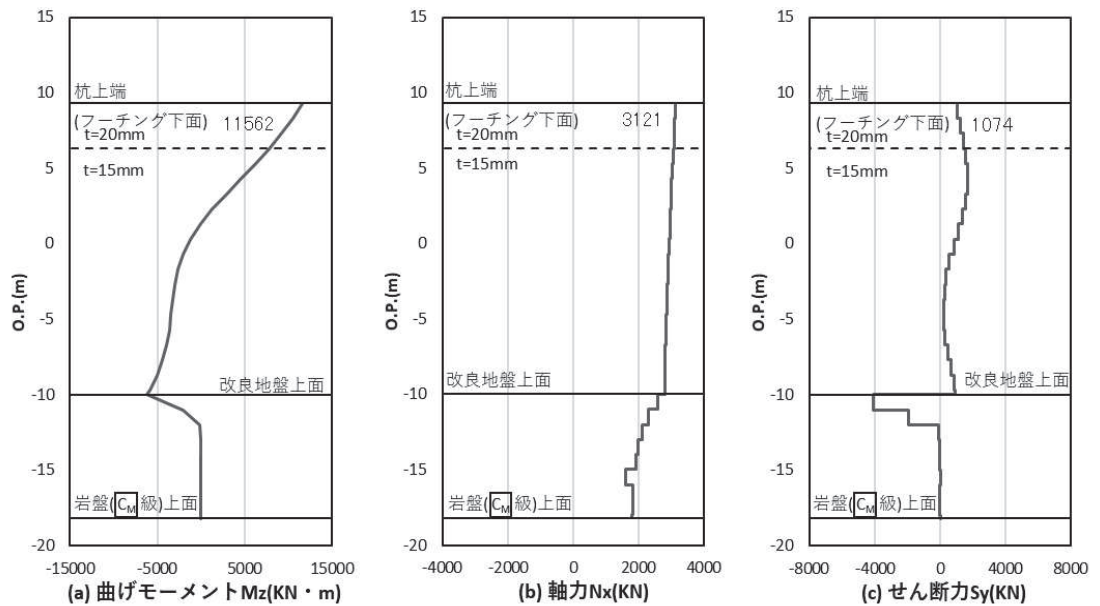 15
10
5
0
-5
-10
-15
-20
O.P.(m)
杭上端
(フーチング下面)
11562
t=20mm
t=15mm
改良地盤上面
岩盤(CM級)上面
-15000
-5000
5000
15000
(a) 曲げモーメントMz(KN・m)
15
10
5
0
-5
-10
-15
-20
O.P.(m)
杭上端
(フーチング下面)
3121
t=20mm
t=15mm
改良地盤上面
岩盤(CM級)上面
-4000
-2000
0
2000
4000
(b) 軸力Nx(KN)
15
10
5
0
-5
-10
-15
-20
O.P.(m)
杭上端
(フーチング下面)
1074
t=20mm
t=15mm
改良地盤上面
岩盤(CM級)上面
-8000
-4000
0
4000
8000
(c) せん断力Sy(KN)